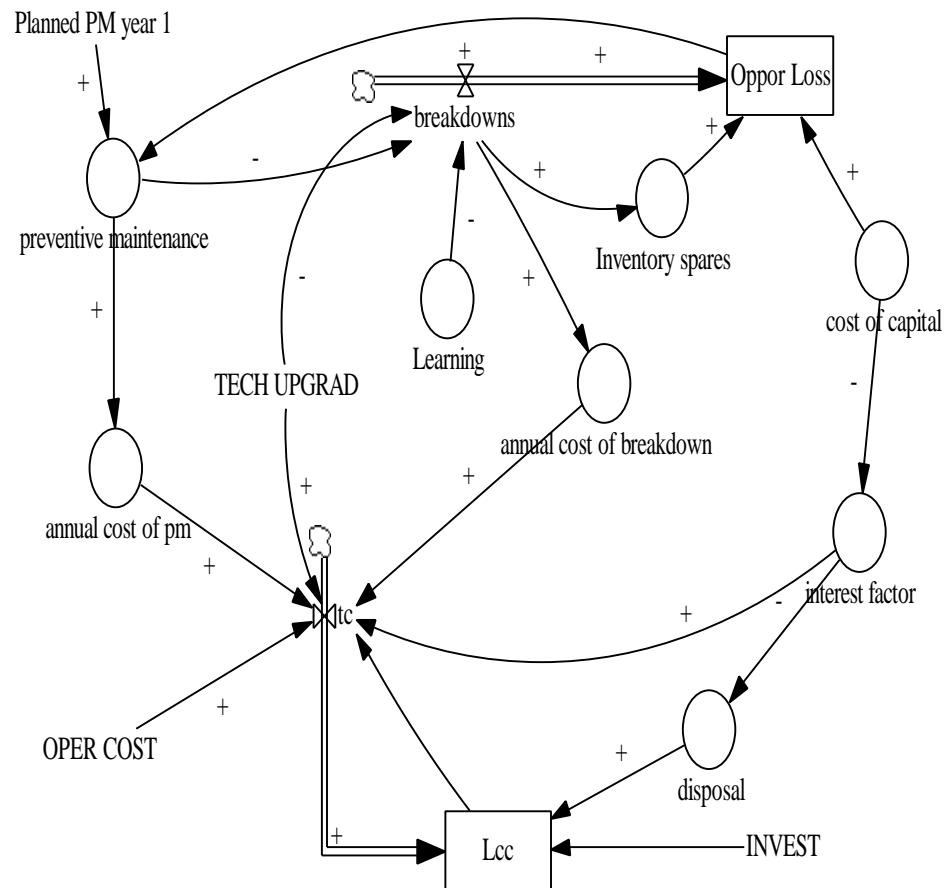 Planned PM year 1
+
+
+
Oppor Loss
breakdowns
+
-
+
+
preventive maintenance
-
Inventory spares
+
-
+
cost of capital
+
Learning
TECH UPGRAD
-
annual cost of breakdown
+
+
annual cost of pm
+
interest factor
-
+
tc
+
OPER COST
+
disposal
+
Lcc
INVEST